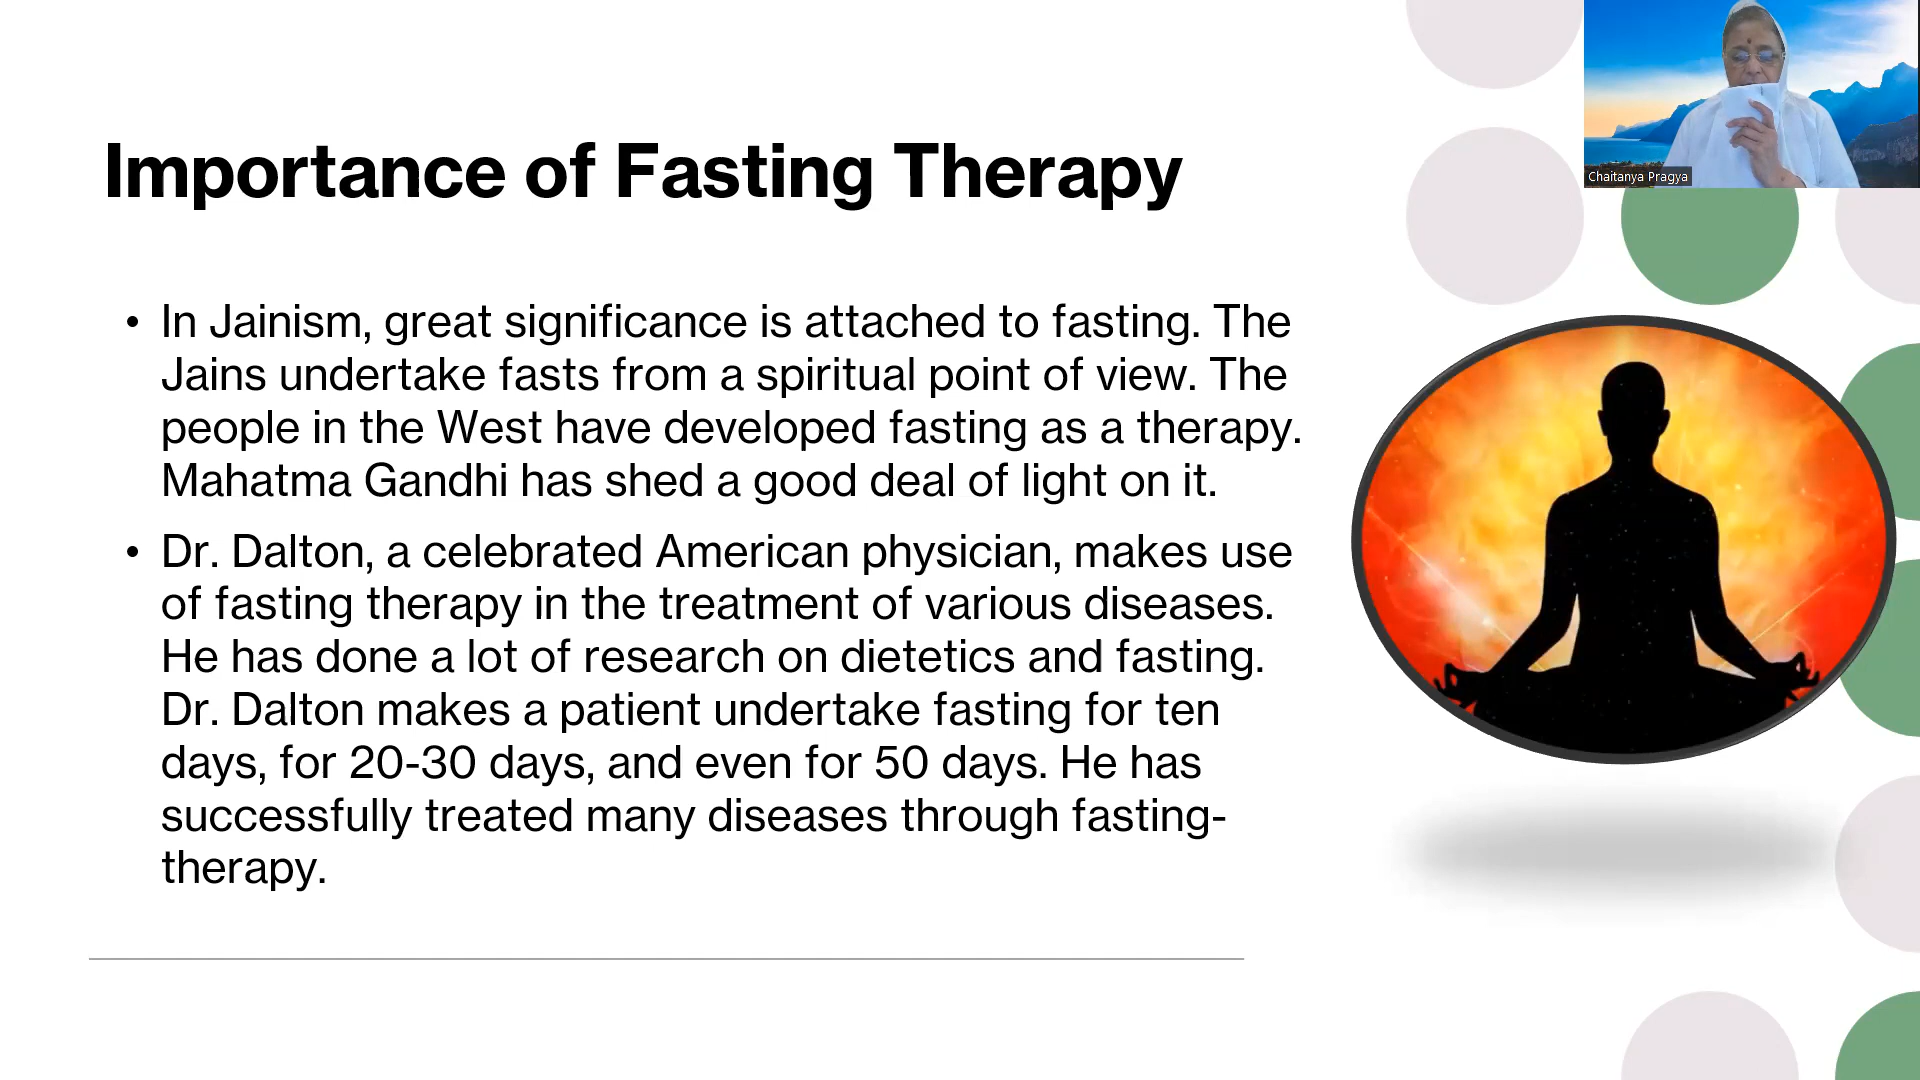 Chaitanya Pragya
Importance of Fasting Therapy
• In Jainism, great significance is attached to fasting. The
Jains undertake fasts from a spiritual point of view. The
people in the West have developed fasting as a therapy.
Mahatma Gandhi has shed a good deal of light on it.
• Dr. Dalton, a celebrated American physician, makes use
of fasting therapy in the treatment of various diseases.
He has done a lot of research on dietetics and fasting.
Dr. Dalton makes a patient undertake fasting for ten
days, for 20-30 days, and even for 50 days. He has
successfully treated many diseases through fasting-
therapy.